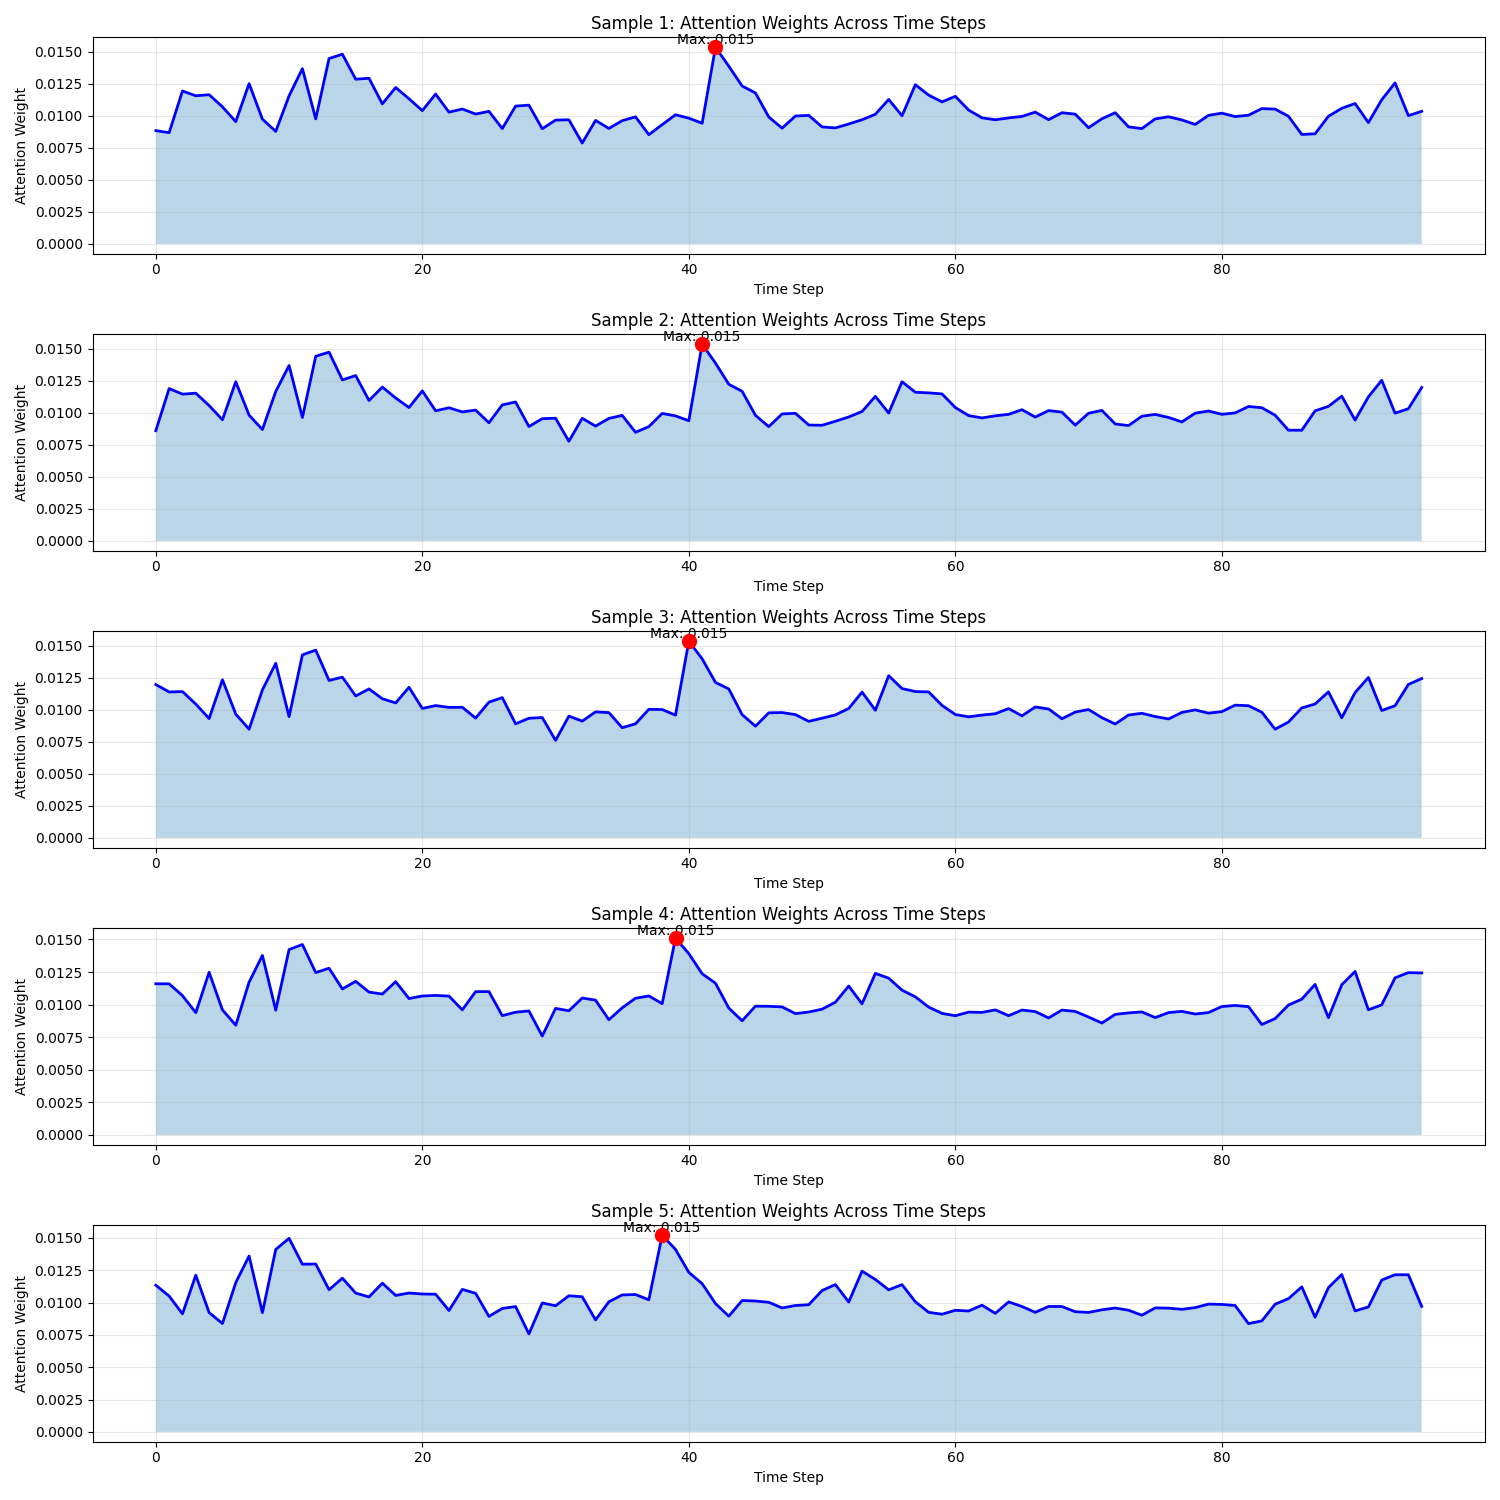 Sample 1: Attention Weights Across Time Steps
Max: 0.015
0.0150
0.0125
0.0100
0.0075
0.0050
0.0025
0.0000
Attention Weight
0 20 40 60 80
Time Step
Sample 2: Attention Weights Across Time Steps
Max: 0.015
0.0150
0.0125
0.0100
0.0075
0.0050
0.0025
0.0000
Attention Weight
0 20 40 60 80
Time Step
Sample 3: Attention Weights Across Time Steps
Max: 0.015
0.0150
0.0125
0.0100
0.0075
0.0050
0.0025
0.0000
Attention Weight
0 20 40 60 80
Time Step
Sample 4: Attention Weights Across Time Steps
Max: 0.015
0.0150
0.0125
0.0100
0.0075
0.0050
0.0025
0.0000
Attention Weight
0 20 40 60 80
Time Step
Sample 5: Attention Weights Across Time Steps
Max: 0.015
0.0150
0.0125
0.0100
0.0075
0.0050
0.0025
0.0000
Attention Weight
0 20 40 60 80
Time Step